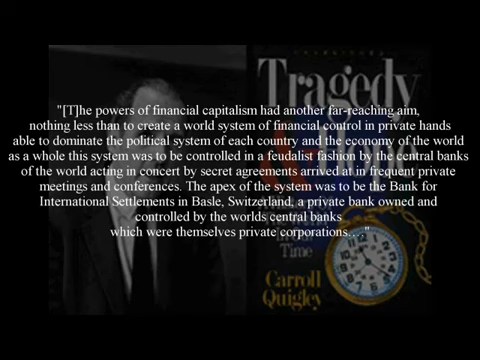 Tragedy
"[T]he powers of financial capitalism had another far-reaching aim,
nothing less than to create a world system of financial control in private hands
able to dominate the political system of each country and the economy of the world
as a whole this system was to be controlled in a feudalist fashion by the central banks
of the world acting in concert by secret agreements arrived at in frequent private
meetings and conferences. The apex of the system was to be the Bank for
International Settlements in Basle, Switzerland, a private bank owned and
controlled by the worlds central banks
which were themselves private corporations…."
Time
Carroll
Quigley